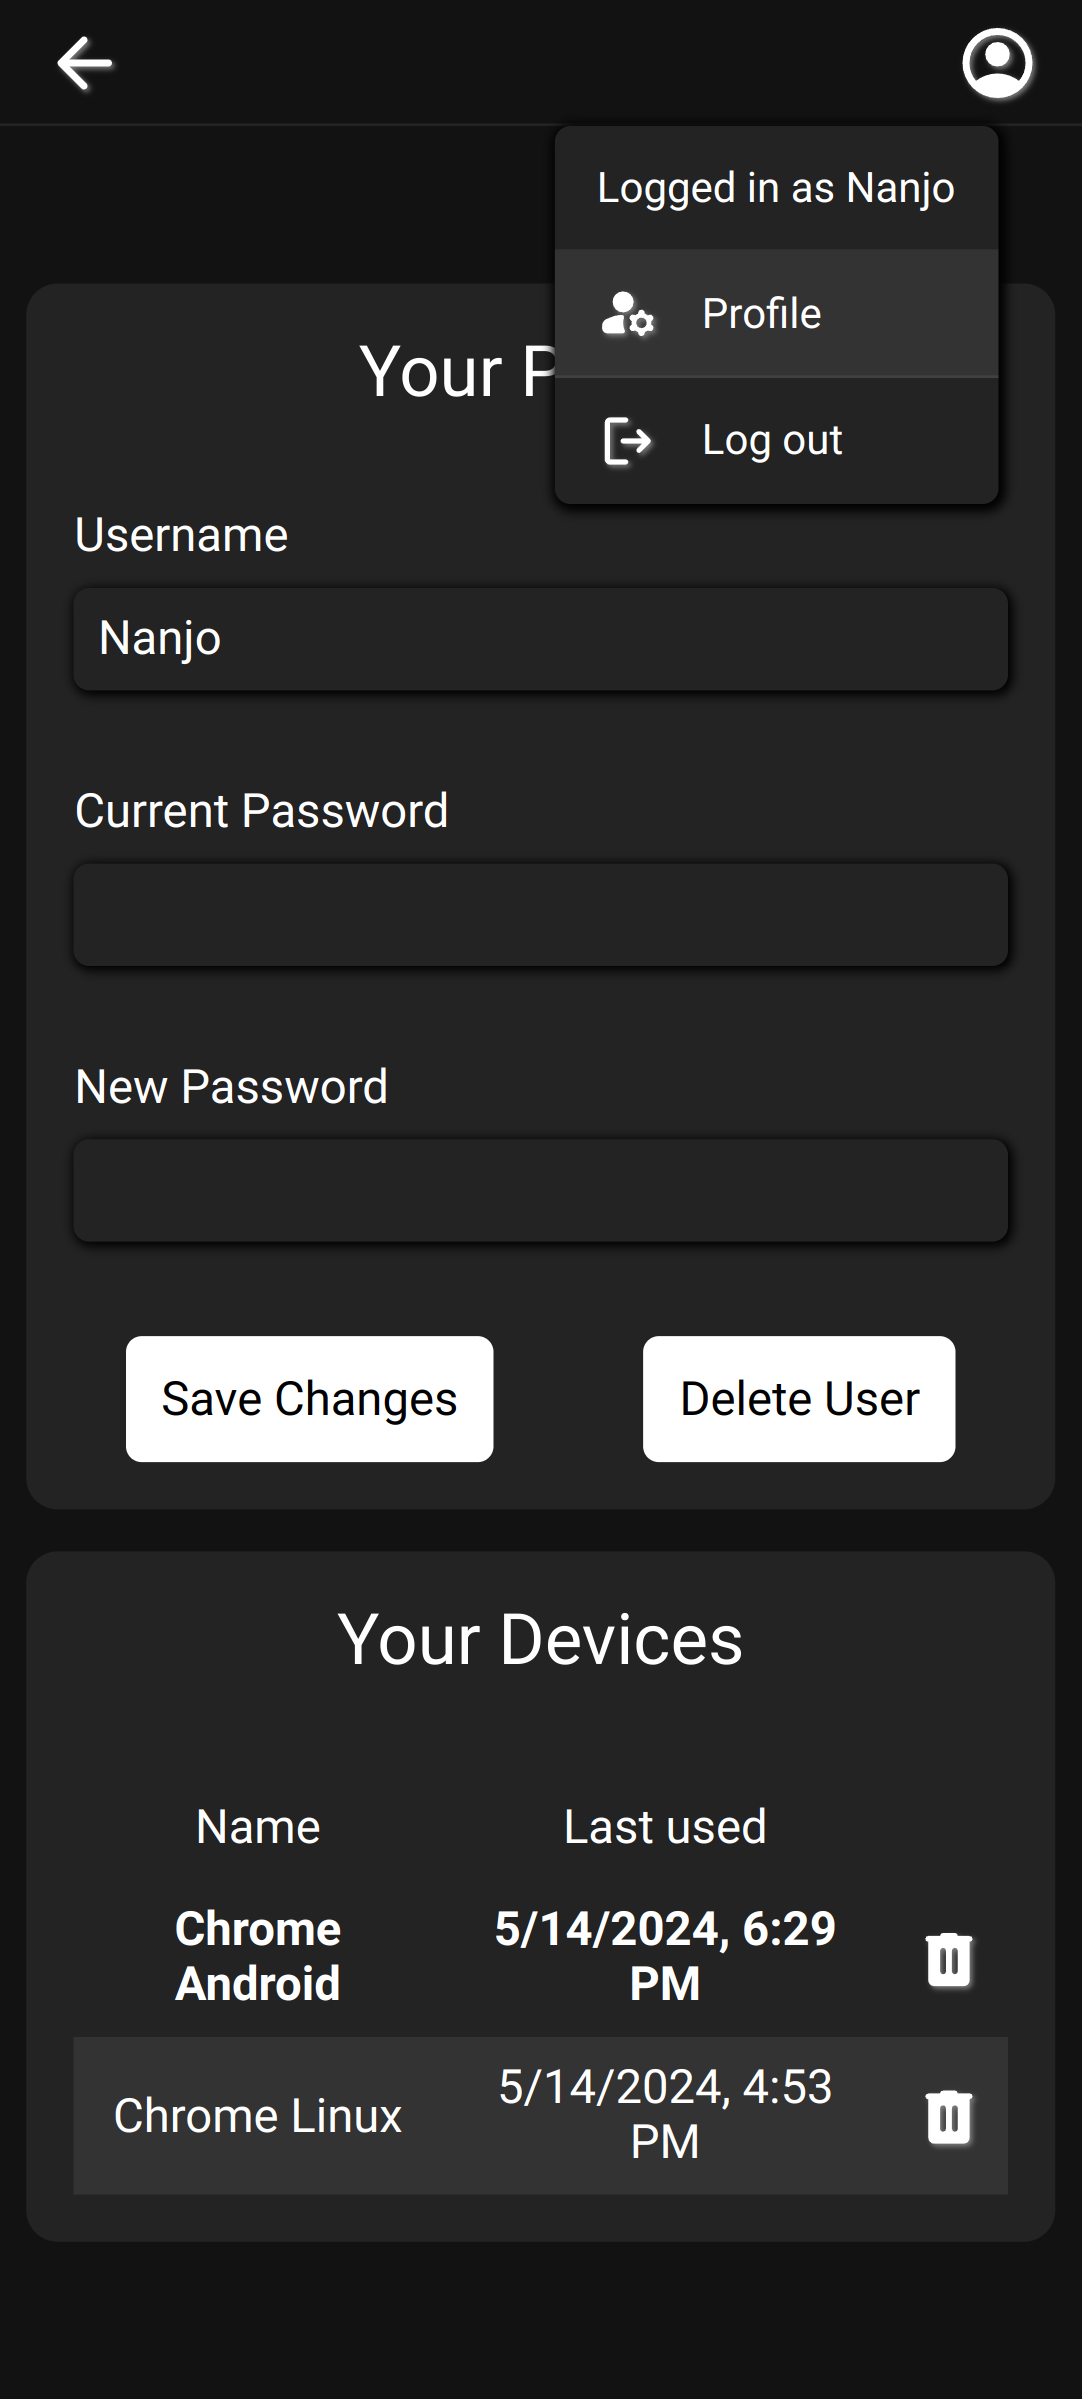 Logged in as Nanjo
Profile
Log out
Your P
Username
Nanjo
Current Password
New Password
Save Changes
Delete User
Your Devices
Name Last used
Chrome Android 5/14/2024, 6:29 PM
Chrome Linux 5/14/2024, 4:53 PM